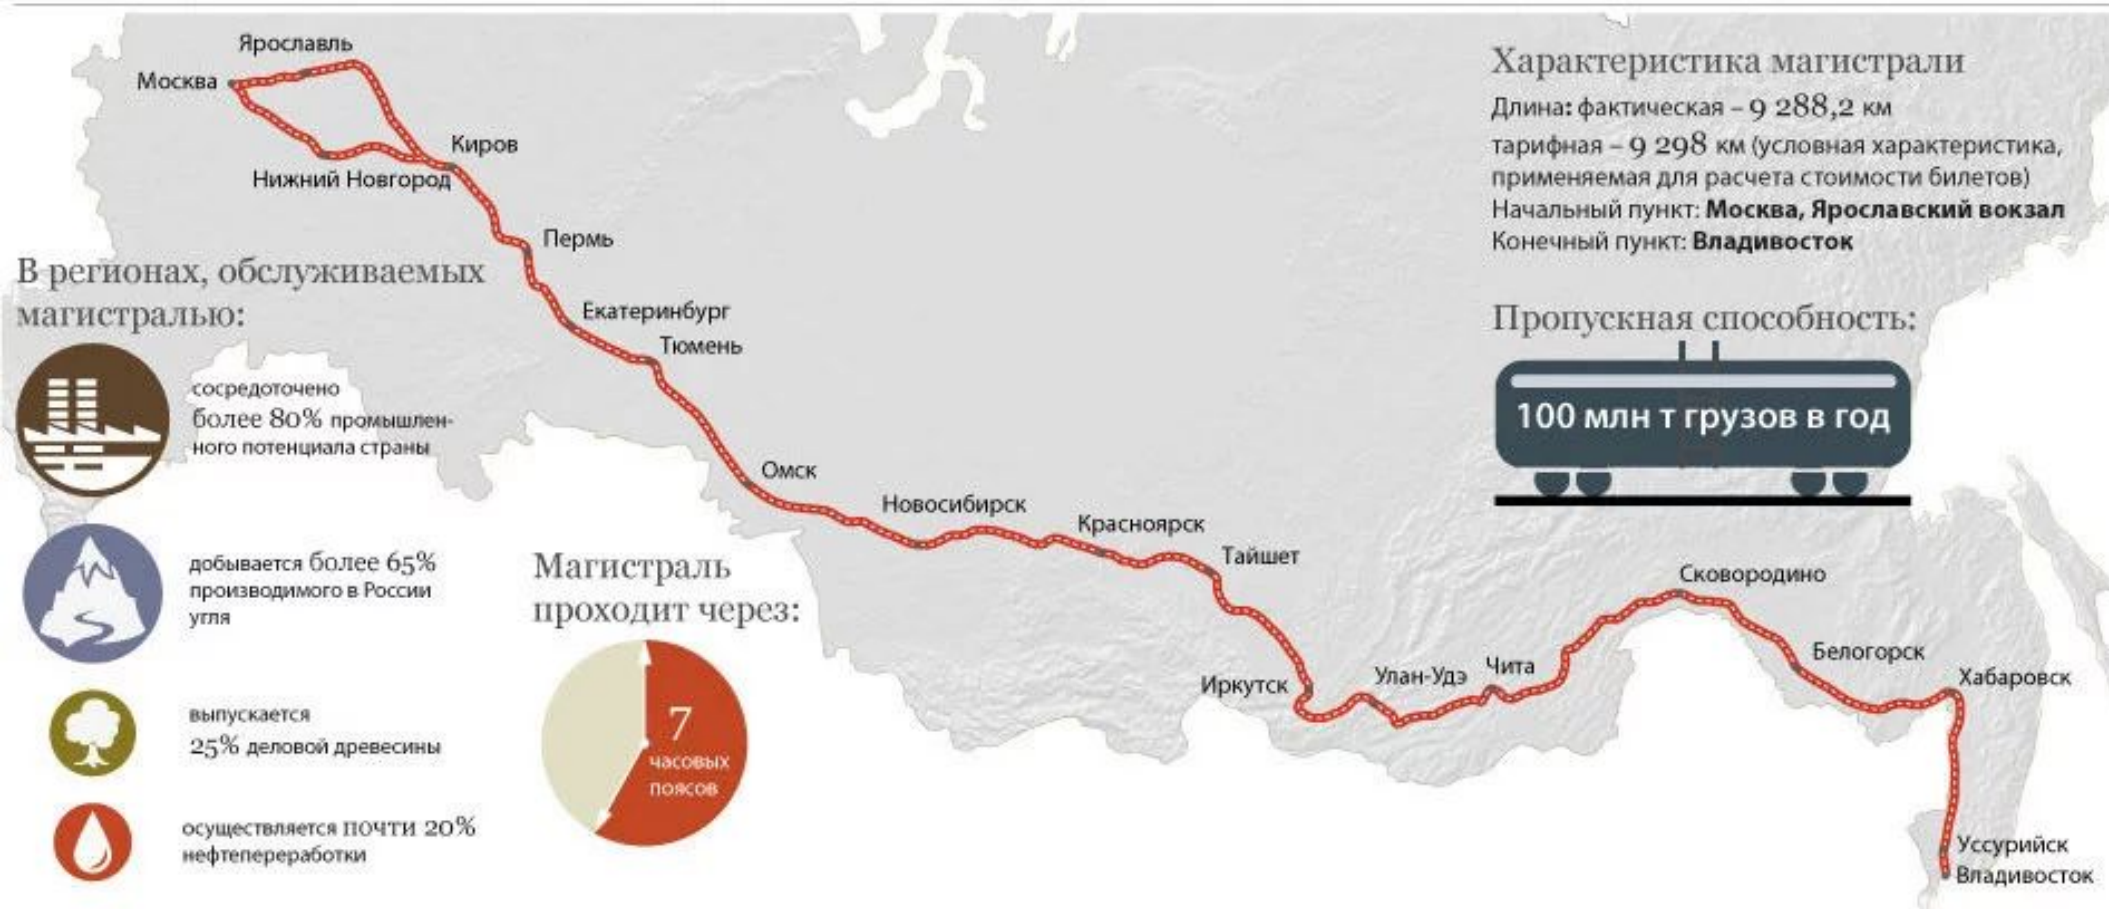 Ярославль
Москва
Киров
Нижний Новгород
Пермь
Екатеринбург
Тюмень
Омск
Новосибирск
Красноярск
Тайшет
Иркутск
Улан-Удэ
Чита
Сковородино
Белогорск
Хабаровск
Уссурийск
Владивосток
Характеристика магистрали
Длина: фактическая – 9 288,2 км
тарифная – 9 298 км (условная характеристика,
применяемая для расчета стоимости билетов)
Начальный пункт: Москва, Ярославский вокзал
Конечный пункт: Владивосток
Пропускная способность:
100 млн т грузов в год
В регионах, обслуживаемых
магистралью:
сосредоточено
более 80% промышлен-
ного потенциала страны
добывается более 65%
производимого в России
угля
выпускается
25% деловой древесины
осуществляется почти 20%
нефтепереработки
Магистраль
проходит через:
7
часовых
поясов